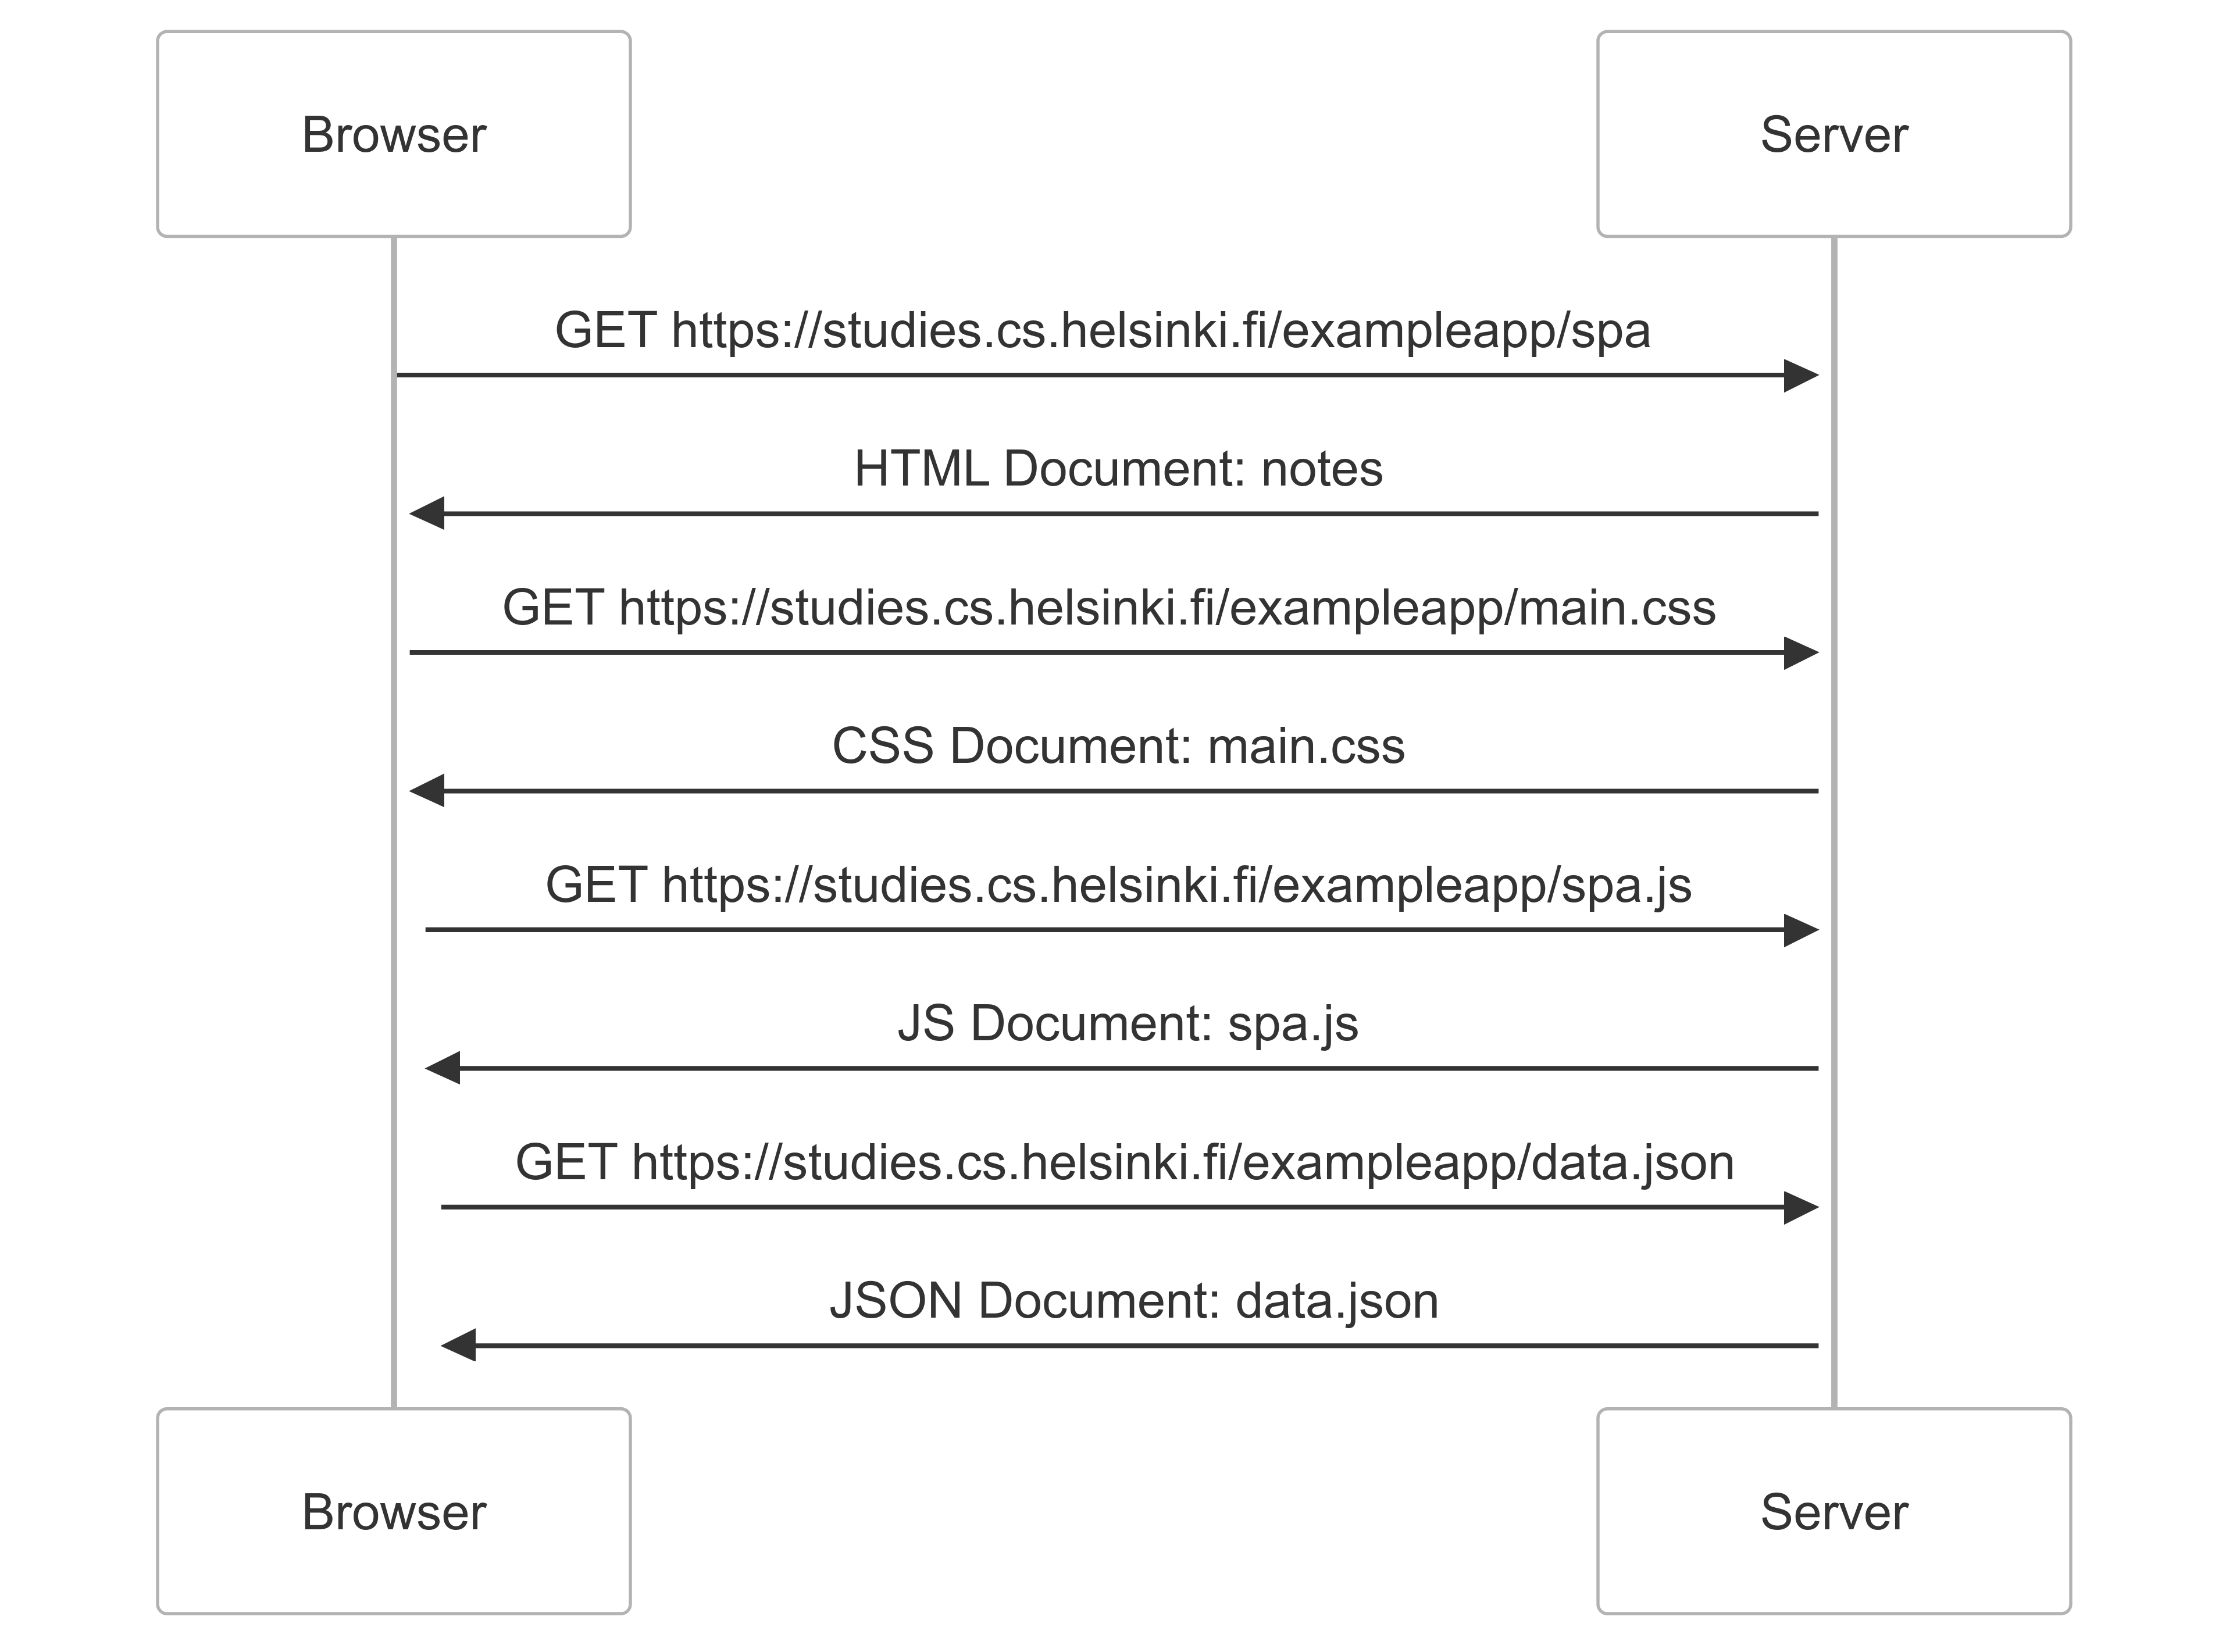 Browser
Server
GET https://studies.cs.helsinki.fi/exampleapp/spa
HTML Document: notes
GET https://studies.cs.helsinki.fi/exampleapp/main.css
CSS Document: main.css
GET https://studies.cs.helsinki.fi/exampleapp/spa.js
JS Document: spa.js
GET https://studies.cs.helsinki.fi/exampleapp/data.json
JSON Document: data.json
Browser
Server